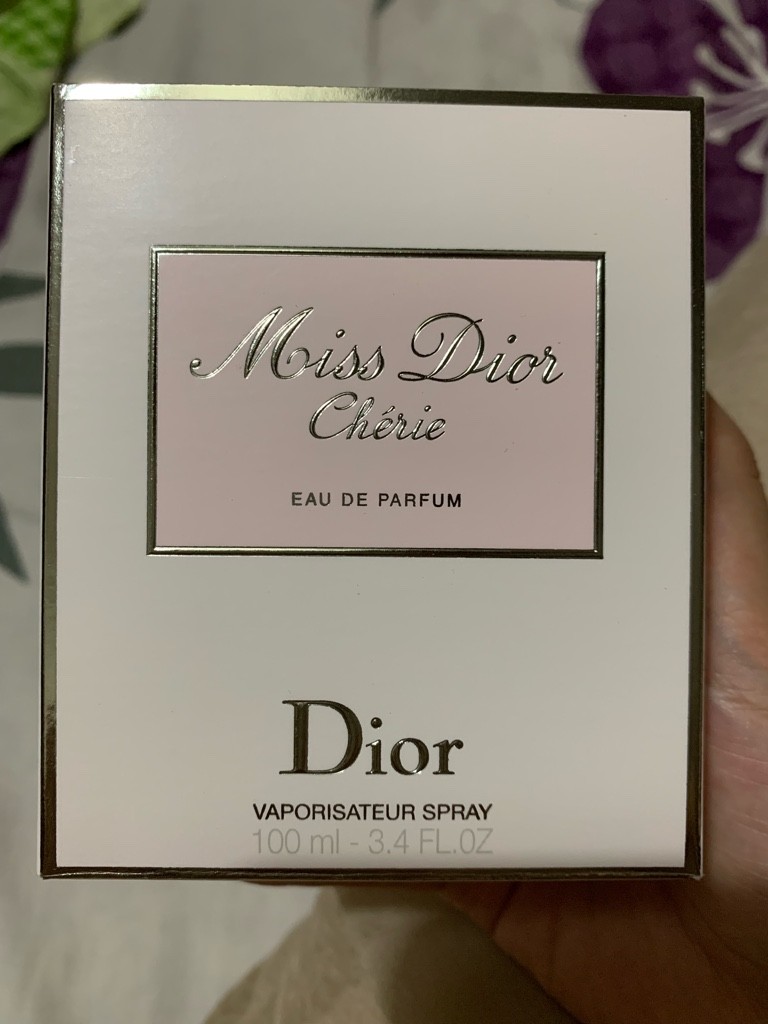 Miss Dior
Chérie
EAU DE PARFUM
Dior
VAPORISATEUR SPRAY
100 ml - 3.4 FL.OZ